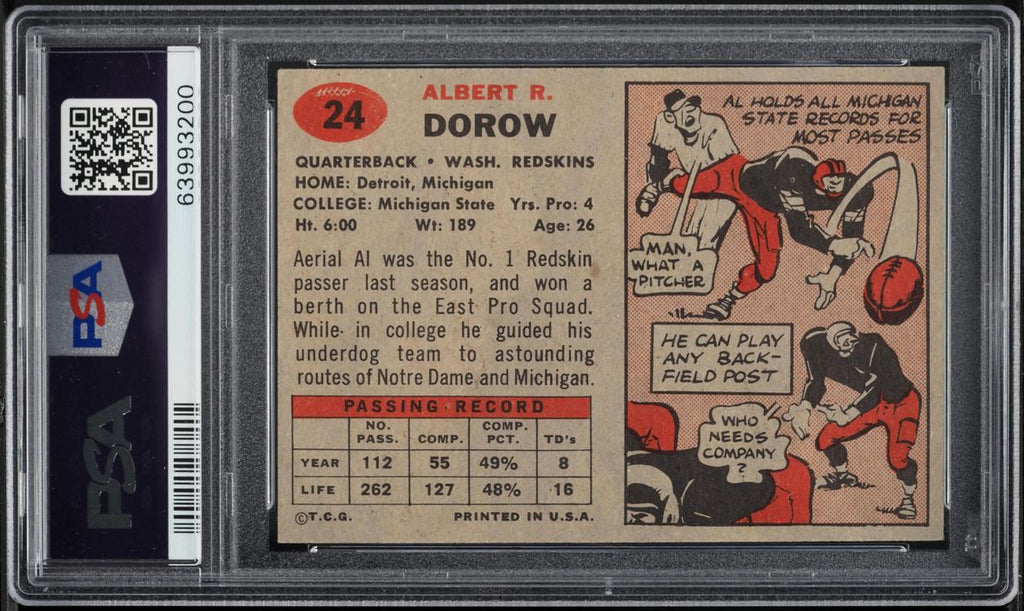 63993200
PSA
PSA
24
ALBERT R.
DOROW
QUARTERBACK • WASH. REDSKINS
HOME: Detroit, Michigan
COLLEGE: Michigan State Yrs. Pro: 4
Ht. 6:00 Wt: 189 Age: 26
Aerial Al was the No. 1 Redskin
passer last season, and won a
berth on the East Pro Squad.
While in college he guided his
underdog team to astounding
routes of Notre Dame and Michigan.
PASSING RECORD
NO. PASS. COMP. COMP. PCT. TD's
YEAR 112 55 49% 8
LIFE 262 127 48% 16
©T.C.G. PRINTED IN U.S.A.
AL HOLDS ALL MICHIGAN
STATE RECORDS FOR
MOST PASSES
MAN,
WHAT A
PITCHER
HE CAN PLAY
ANY BACK-
FIELD POST
WHO
NEEDS
COMPANY
?